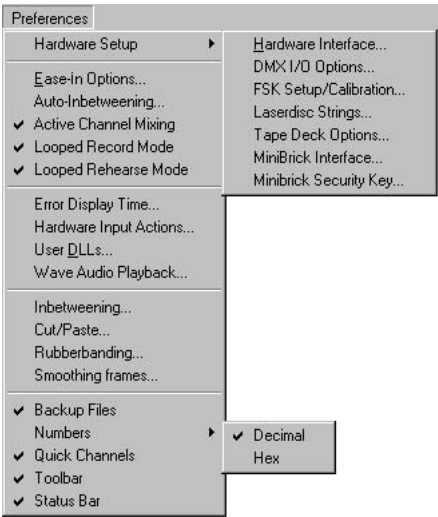 Preferences
Hardware Setup
Ease-In Options...
Auto-Inbetweening...
Active Channel Mixing
Looped Record Mode
Looped Rehearse Mode
Error Display Time...
Hardware Input Actions...
User DLLs...
Wave Audio Playback...
Inbetweening...
Cut/Paste...
Rubberbanding...
Smoothing frames...
Backup Files
Numbers
Quick Channels
Toolbar
Status Bar
Hardware Interface...
DMX I/O Options...
FSK Setup/Calibration...
Laserdisc Strings...
Tape Deck Options...
MiniBrick Interface...
Minibrick Security Key...
Decimal
Hex